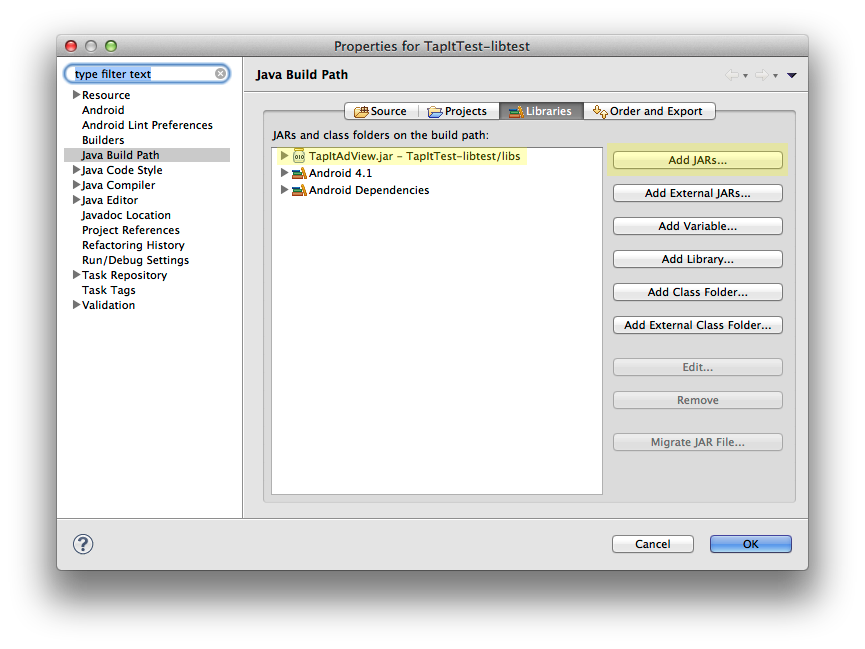 Properties for TapItTest-libtest
type filter text
Resource
Android
Android Lint Preferences
Builders
Java Build Path
Java Code Style
Java Compiler
Java Editor
Javadoc Location
Project References
Refactoring History
Run/Debug Settings
Task Repository
Task Tags
Validation
Java Build Path
Source Projects Libraries Order and Export
JARs and class folders on the build path:
TapItAdView.jar – TapItTest-libtest/libs
Android 4.1
Android Dependencies
Add JARs...
Add External JARs...
Add Variable...
Add Library...
Add Class Folder...
Add External Class Folder...
Edit...
Remove
Migrate JAR File...
?
Cancel OK